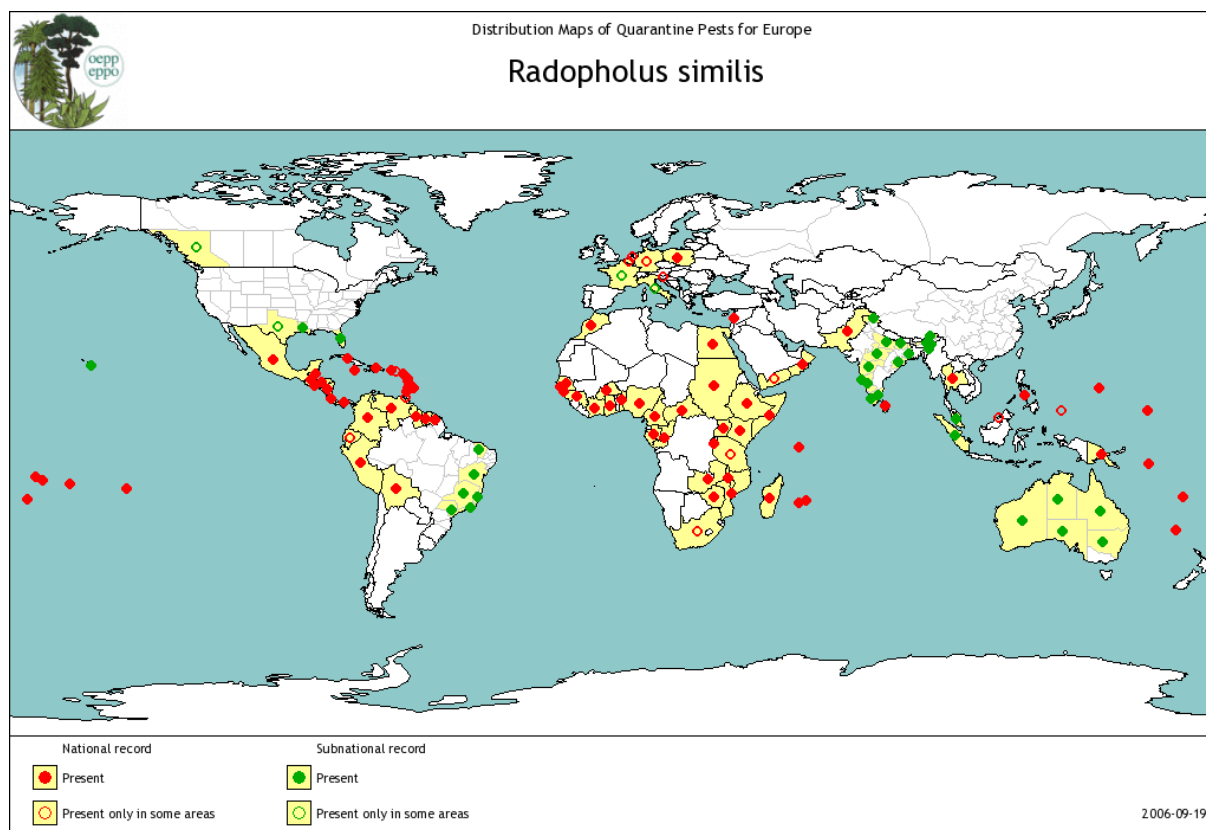 oepp
eppo
Distribution Maps of Quarantine Pests for Europe
Radopholus similis
National record
Subnational record
Present
Present
Present only in some areas
Present only in some areas
2006-09-19